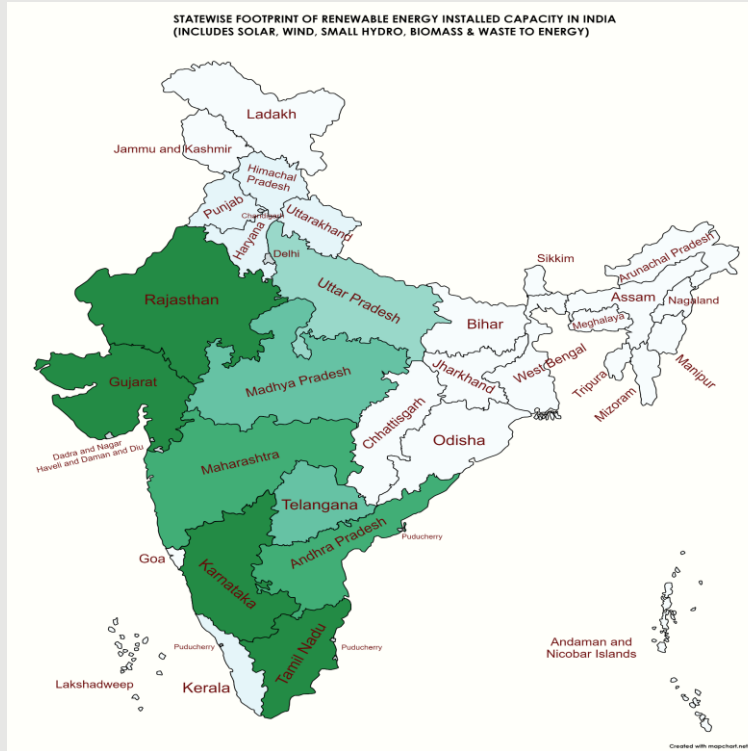 STATEWISE FOOTPRINT OF RENEWABLE ENERGY INSTALLED CAPACITY IN INDIA
(INCLUDES SOLAR, WIND, SMALL HYDRO, BIOMASS & WASTE TO ENERGY)
Ladakh
Jammu and Kashmir
Himachal
Pradesh
Punjab
Chandigarh
Uttarakhand
Haryana
Delhi
Sikkim
Arunachal Pradesh
Rajasthan
Uttar Pradesh
Assam
Nagaland
Bihar
Meghalaya
Manipur
Gujarat
Madhya Pradesh
Jharkhand
West Bengal
Tripura
Mizoram
Chhattisgarh
Odisha
Dadra and Nagar
Haveli and Daman and Diu
Maharashtra
Telangana
Andhra Pradesh
Puducherry
Goa
Karnataka
Puducherry
Tamil Nadu
Puducherry
Andaman and
Nicobar Islands
Lakshadweep
Kerala
Created with mapchart.net